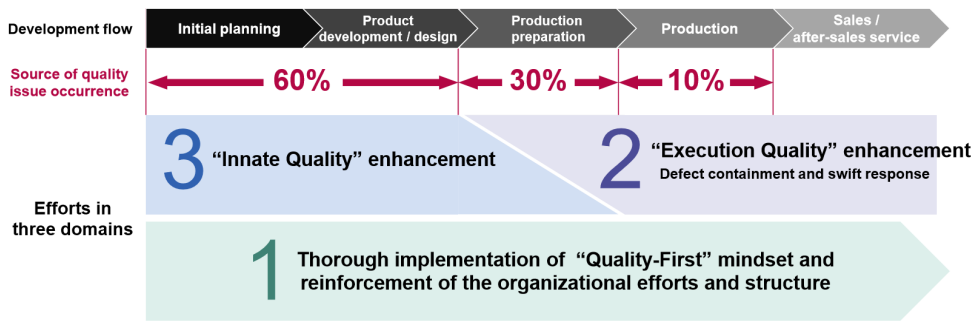 Development flow
Initial planning
Product
development / design
Production
preparation
Production
Sales /
after-sales service
Source of quality
issue occurrence
60%
30%
10%
3 “Innate Quality” enhancement
2 “Execution Quality” enhancement
Defect containment and swift response
Efforts in
three domains
1 Thorough implementation of “Quality-First” mindset and
reinforcement of the organizational efforts and structure